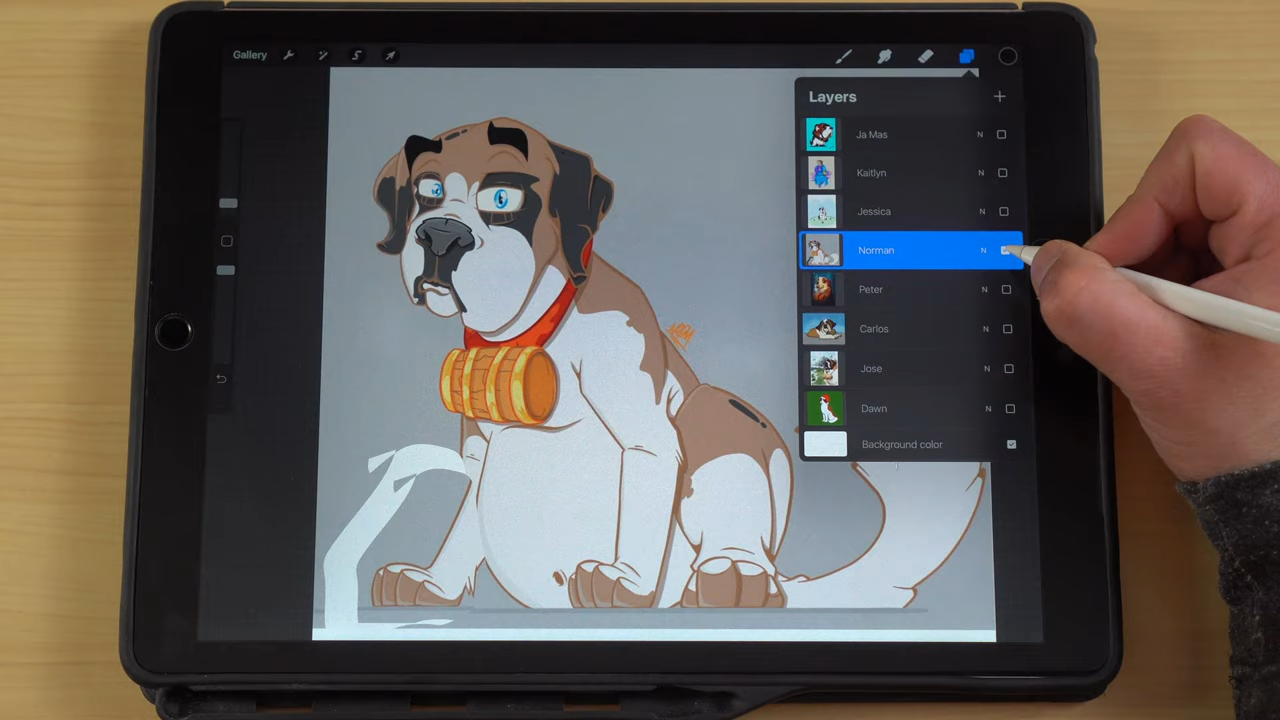 Gallery
Layers
Ja Mas N
Kaitlyn N
Jessica N
Norman N
Peter N
Carlos N
Jose N
Dawn N
Background color